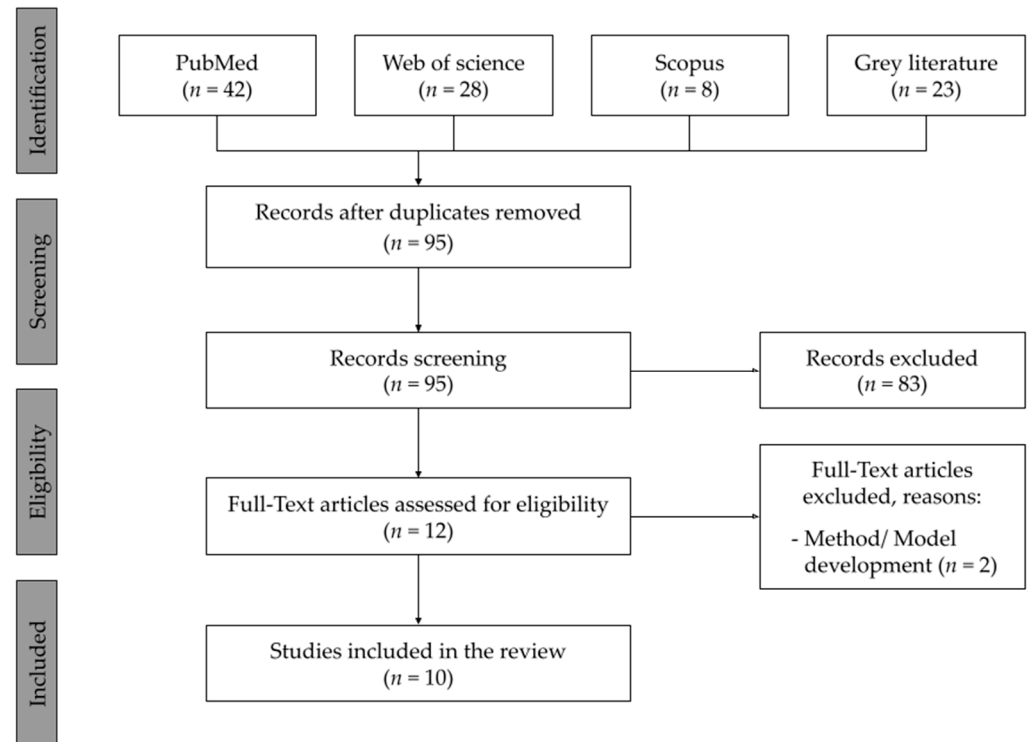 Identification
PubMed
(n = 42)
Web of science
(n = 28)
Scopus
(n = 8)
Grey literature
(n = 23)
Screening
Records after duplicates removed
(n = 95)
Records screening
(n = 95)
Records excluded
(n = 83)
Eligibility
Full-Text articles assessed for eligibility
(n = 12)
Full-Text articles
excluded, reasons:
- Method/ Model
development (n = 2)
Included
Studies included in the review
(n = 10)